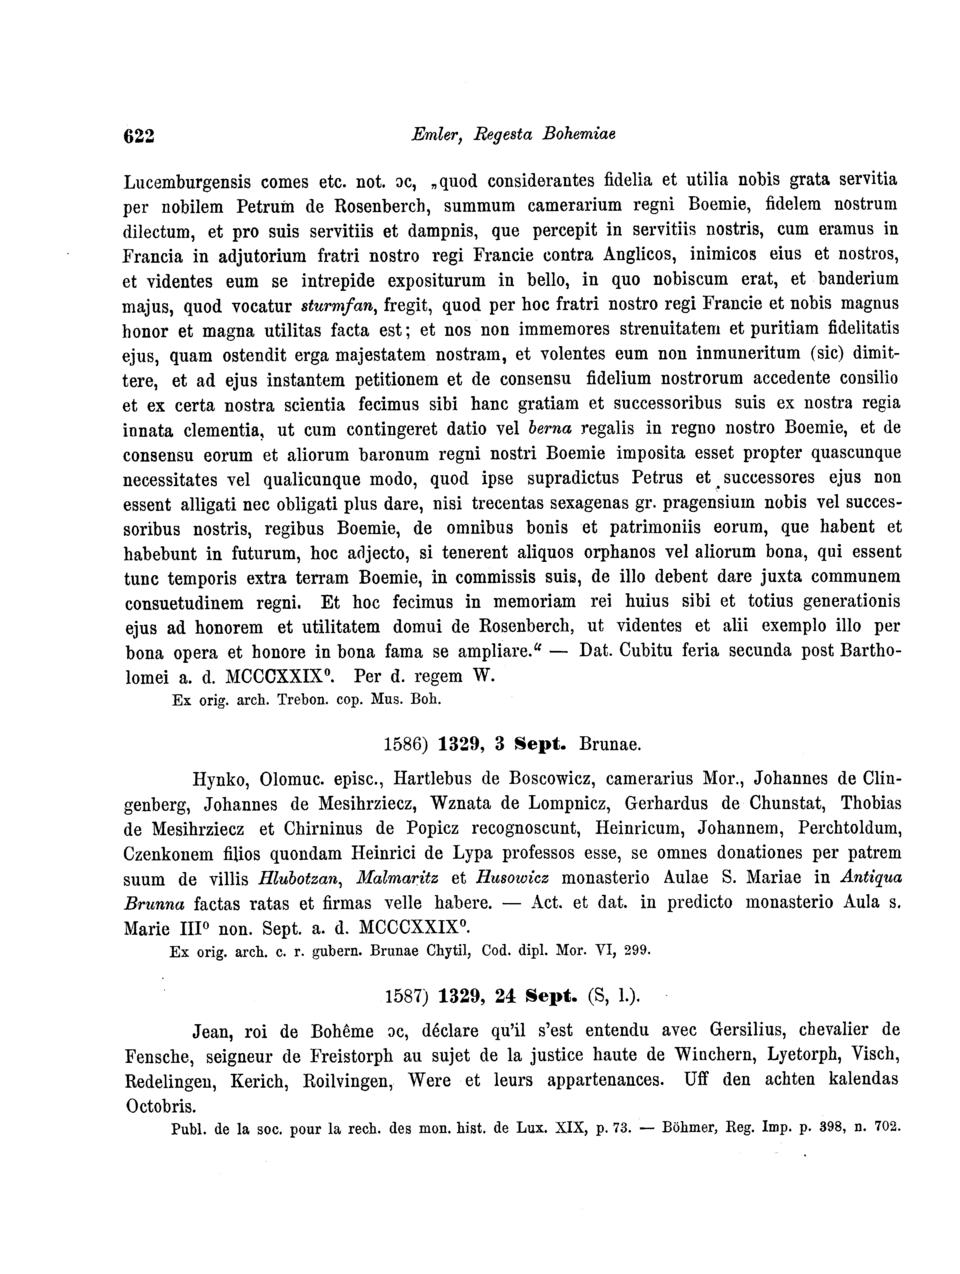 622 Emler, Regesta Bohemiae
Lucemburgensis comes etc. not. ɔc, „quod considerantes fidelia et utilia nobis grata servitia
per nobilem Petrum de Rosenberch, summum camerarium regni Boemie, fidelem nostrum
dilectum, et pro suis servitiis et dampnis, que percepit in servitiis nostris, cum eramus in
Francia in adjutorium fratri nostro regi Francie contra Anglicos, inimicos eius et nostros,
et videntes eum se intrepide expositurum in bello, in quo nobiscum erat, et banderium
majus, quod vocatur sturmfan, fregit, quod per hoc fratri nostro regi Francie et nobis magnus
honor et magna utilitas facta est; et nos non immemores strenuitatem et puritiam fidelitatis
ejus, quam ostendit erga majestatem nostram, et volentes eum non inmuneritum (sic) dimit-
tere, et ad ejus instantem petitionem et de consensu fidelium nostrorum accedente consilio
et ex certa nostra scientia fecimus sibi hanc gratiam et successoribus suis ex nostra regia
innata clementia, ut cum contingeret datio vel berna regalis in regno nostro Boemie, et de
consensu eorum et aliorum baronum regni nostri Boemie imposita esset propter quascunque
necessitates vel qualicunque modo, quod ipse supradictus Petrus et successores ejus non
essent alligati nec obligati plus dare, nisi trecentas sexagenas gr. pragensium nobis vel succes-
soribus nostris, regibus Boemie, de omnibus bonis et patrimoniis eorum, que habent et
habebunt in futurum, hoc adjecto, si tenerent aliquos orphanos vel aliorum bona, qui essent
tunc temporis extra terram Boemie, in commissis suis, de illo debent dare juxta communem
consuetudinem regni. Et hoc fecimus in memoriam rei huius sibi et totius generationis
ejus ad honorem et utilitatem domui de Rosenberch, ut videntes et alii exemplo illo per
bona opera et honore in bona fama se ampliare.“ — Dat. Cubitu feria secunda post Bartho-
lomei a. d. MCCCXXIX⁰. Per d. regem W.
Ex orig. arch. Trebon. cop. Mus. Boh.
1586) 1329, 3 Sept. Brunae.
Hynko, Olomuc. episc., Hartlebus de Boscowicz, camerarius Mor., Johannes de Clin-
genberg, Johannes de Mesihrziecz, Wznata de Lompnicz, Gerhardus de Chunstat, Thobias
de Mesihrziecz et Chirninus de Popicz recognoscunt, Heinricum, Johannem, Perchtoldum,
Czenkonem filios quondam Heinrici de Lypa professos esse, se omnes donationes per patrem
suum de villis Hlubotzan, Malmaritz et Husowicz monasterio Aulae S. Mariae in Antiqua
Brunna factas ratas et firmas velle habere. — Act. et dat. in predicto monasterio Aula s.
Marie III⁰ non. Sept. a. d. MCCCXXIX⁰.
Ex orig. arch. c. r. gubern. Brunae Chytil, Cod. dipl. Mor. VI, 299.
1587) 1329, 24 Sept. (S, l.).
Jean, roi de Bohême ɔc, déclare qu'il s'est entendu avec Gersilius, chevalier de
Fensche, seigneur de Freistorph au sujet de la justice haute de Winchern, Lyetorph, Visch,
Redelingen, Kerich, Roilvingen, Were et leurs appartenances. Uff den achten kalendas
Octobris.
Publ. de la soc. pour la rech. des mon. hist. de Lux. XIX, p. 73. — Böhmer, Reg. Imp. p. 398, n. 702.